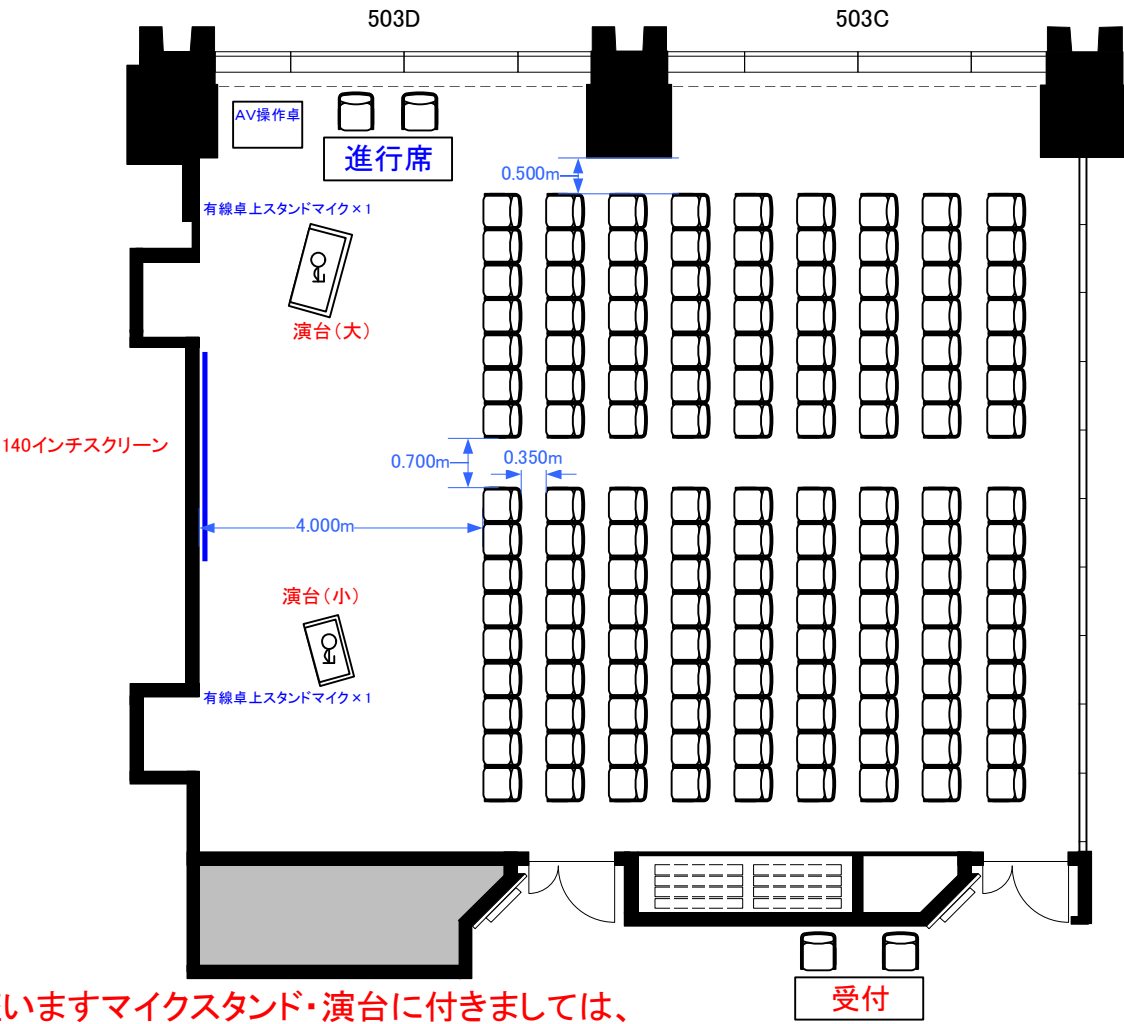 503D
503C
AV操作卓
進行席
0.500m
有線卓上スタンドマイク×1
演台(大)
140インチスクリーン
0.700m
0.350m
4.000m
演台(小)
有線卓上スタンドマイク×1
いますマイクスタンド・演台に付きましては、
受付